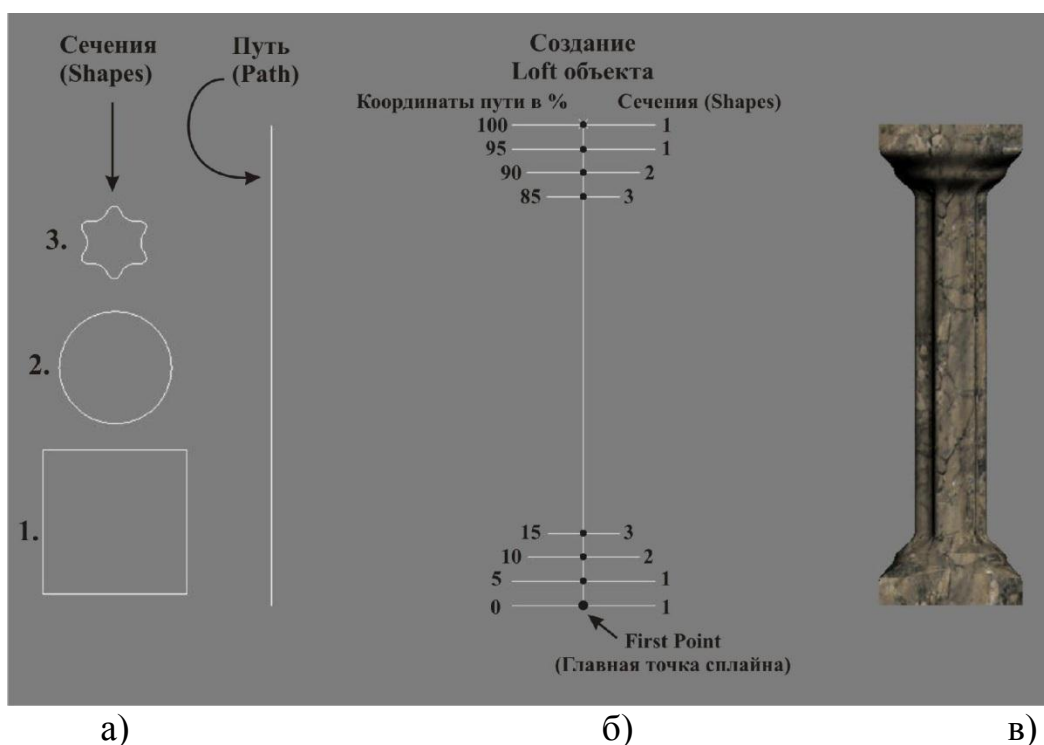 Сечения
(Shapes)
Путь
(Path)
Создание
Loft объекта
Координаты пути в %
Сечения (Shapes)
100 1
95 1
90 2
85 3
3.
2.
1.
15 3
10 2
5 1
0 1
First Point
(Главная точка сплайна)
а) б) в)